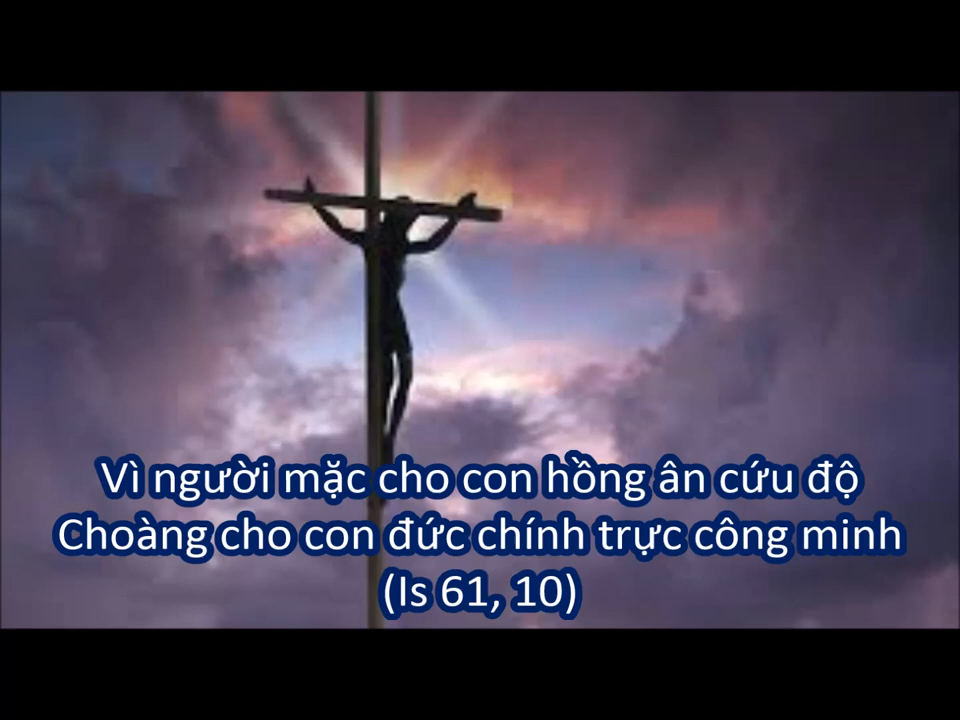 Vì người mặc cho con hồng ân cứu độ
Choàng cho con đức chính trực công minh
(Is 61, 10)